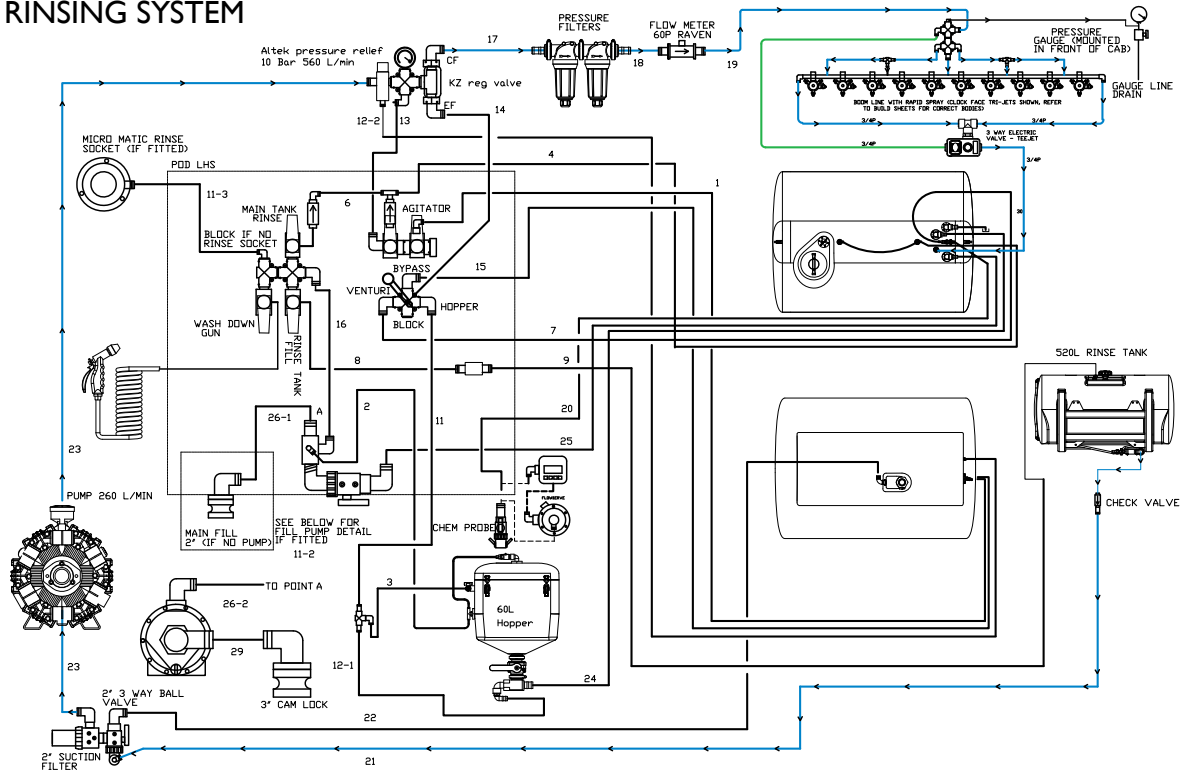 RINSING SYSTEM
PRESSURE
FILTERS
FLOW METER
60P RAVEN
17
18
19
Altek pressure relief
10 Bar 560 L/min
CF
KZ reg valve
EF
14
12-2
13
PRESSURE
GAUGE (MOUNTED
IN FRONT OF CAB)
GAUGE LINE
DRAIN
BOOM LINE WITH RAPID SPRAY (CLOCK FACE TRI-JETS SHOWN, REFER
TO BUILD SHEETS FOR CORRECT BODIES)
3/4P
3/4P
3 WAY ELECTRIC
VALVE - TEEJET
3/4P
3/4P
30
MICRO MATIC RINSE
SOCKET (IF FITTED)
POD LHS
11-3
MAIN TANK
RINSE
6
4
1
AGITATOR
BLOCK IF NO
RINSE SOCKET
BYPASS
15
VENTURI
HOPPER
BLOCK
WASH DOWN
GUN
RINSE TANK
FILL
16
7
8
9
26-1
A
2
11
20
25
520L RINSE TANK
CHECK VALVE
23
PUMP 260 L/MIN
MAIN FILL
2" (IF NO PUMP)
SEE BELOW FOR
FILL PUMP DETAIL
IF FITTED
11-2
CHEM PROBE
FLOWSERVE
TO POINT A
26-2
3
60L
Hopper
29
12-1
24
3" CAM LOCK
23
2" 3 WAY BALL
VALVE
22
2" SUCTION
FILTER
21